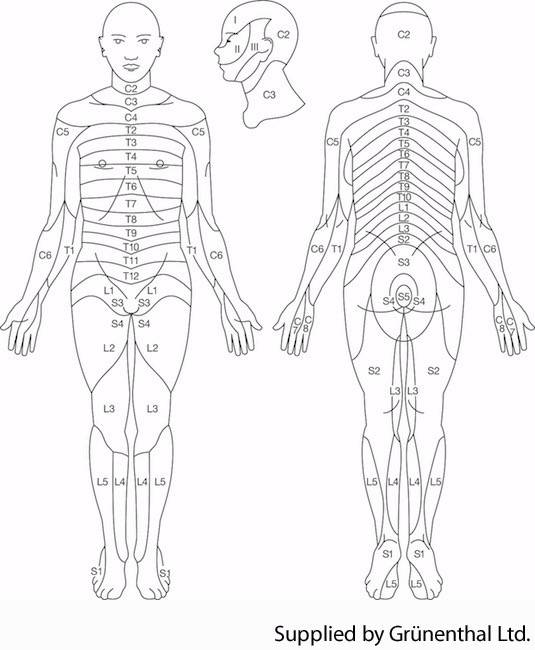 I
II
III
C2
C3
C2
C3
C4
C5
C5
T2
T3
T4
T5
T6
T7
T8
T9
T10
T11
T12
C6
T1
T1
C6
L1
L1
S3
S3
S4
S4
L2
L2
L3
L3
L5
L4
L4
L5
S1
S1
C2
C3
C4
T2
T3
T4
T5
T6
T7
T8
T9
T10
L1
L2
L3
S2
S3
C5
C5
C6
T1
T1
C6
S4
S5
S4
C7
C8
C8
C7
S2
S2
L3
L3
L5
L4
L4
L5
S1
S1
L5
L5
Supplied by Grünenthal Ltd.